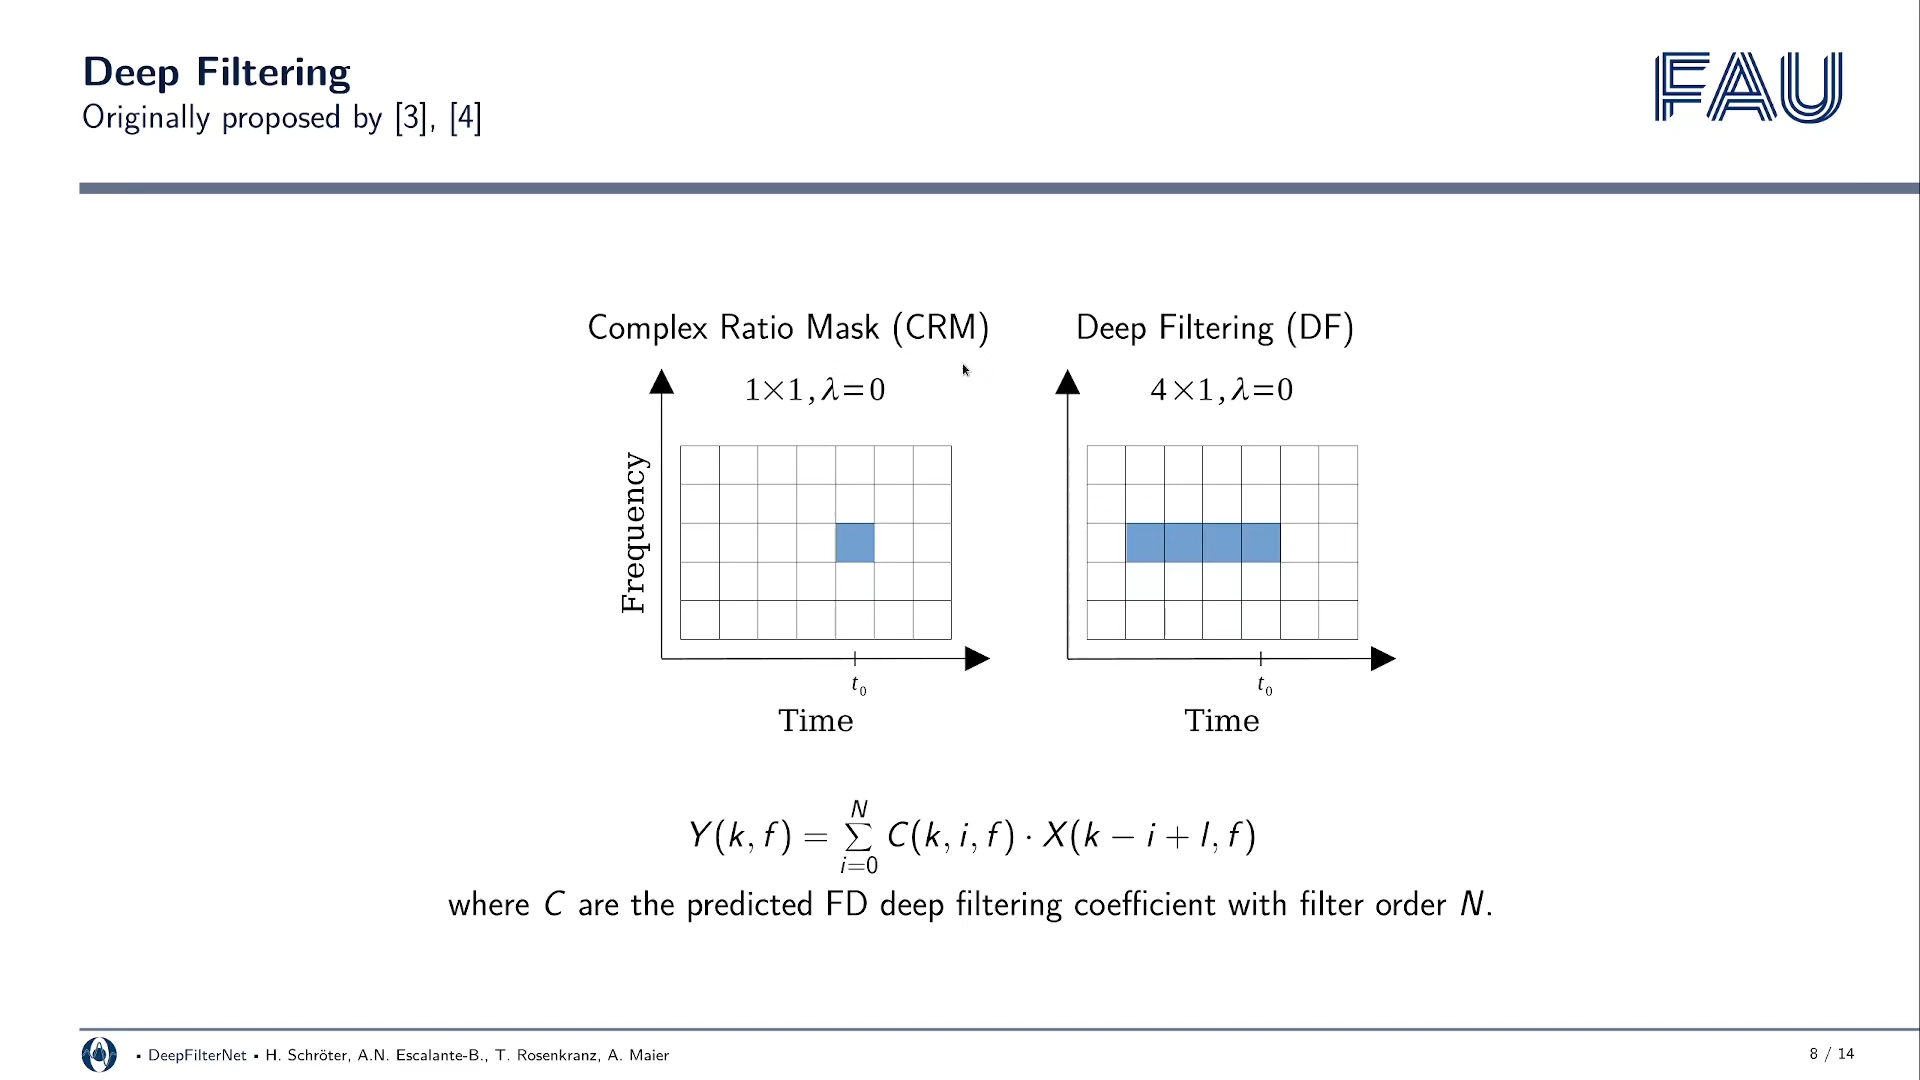 Deep Filtering
FAU
Originally proposed by [3], [4]
Complex Ratio Mask (CRM)
Deep Filtering (DF)
1×1, λ=0
4×1, λ=0
Frequency
t₀
t₀
Time
Time
Y(k, f) = ∑_{i=0}^{N} C(k, i, f) · X(k − i + l, f)
where C are the predicted FD deep filtering coefficient with filter order N.
▪ DeepFilterNet ▪ H. Schröter, A.N. Escalante-B., T. Rosenkranz, A. Maier
8 / 14